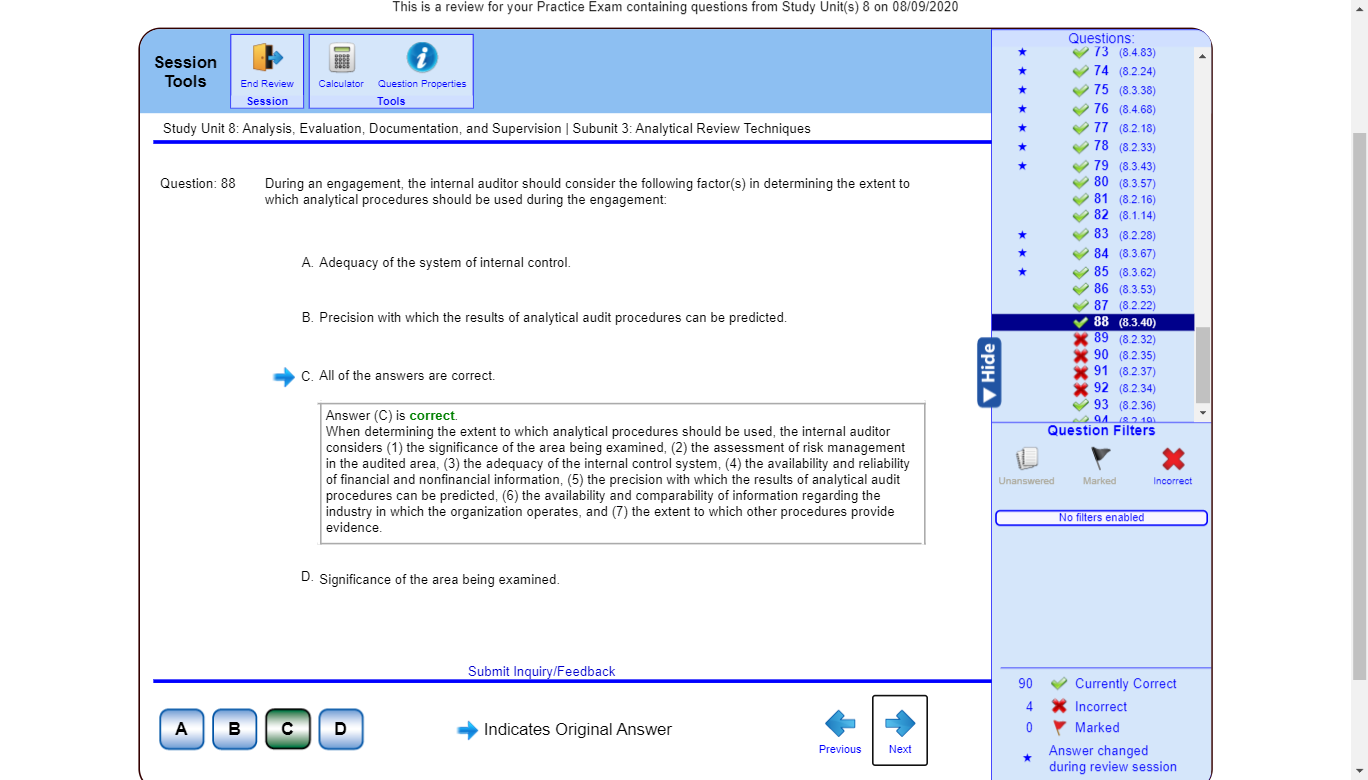 This is a review for your Practice Exam containing questions from Study Unit(s) 8 on 08/09/2020
Session
Tools
End Review
Session
Calculator
Question Properties
Tools
Study Unit 8: Analysis, Evaluation, Documentation, and Supervision | Subunit 3: Analytical Review Techniques
Question: 88
During an engagement, the internal auditor should consider the following factor(s) in determining the extent to
which analytical procedures should be used during the engagement:
A. Adequacy of the system of internal control.
B. Precision with which the results of analytical audit procedures can be predicted.
C. All of the answers are correct.
Answer (C) is correct.
When determining the extent to which analytical procedures should be used, the internal auditor
considers (1) the significance of the area being examined, (2) the assessment of risk management
in the audited area, (3) the adequacy of the internal control system, (4) the availability and reliability
of financial and nonfinancial information, (5) the precision with which the results of analytical audit
procedures can be predicted, (6) the availability and comparability of information regarding the
industry in which the organization operates, and (7) the extent to which other procedures provide
evidence.
D. Significance of the area being examined.
Submit Inquiry/Feedback
A B C D
Indicates Original Answer
Previous
Next
Questions:
73 (8.4.83)
74 (8.2.24)
75 (8.3.38)
76 (8.4.68)
77 (8.2.18)
78 (8.2.33)
79 (8.3.43)
80 (8.3.57)
81 (8.2.16)
82 (8.1.14)
83 (8.2.28)
84 (8.3.67)
85 (8.3.62)
86 (8.3.53)
87 (8.2.22)
88 (8.3.40)
89 (8.2.32)
90 (8.2.35)
91 (8.2.37)
92 (8.2.34)
93 (8.2.36)
94 (8.2.19)
Hide
Question Filters
Unanswered
Marked
Incorrect
No filters enabled
90 Currently Correct
4 Incorrect
0 Marked
Answer changed
during review session